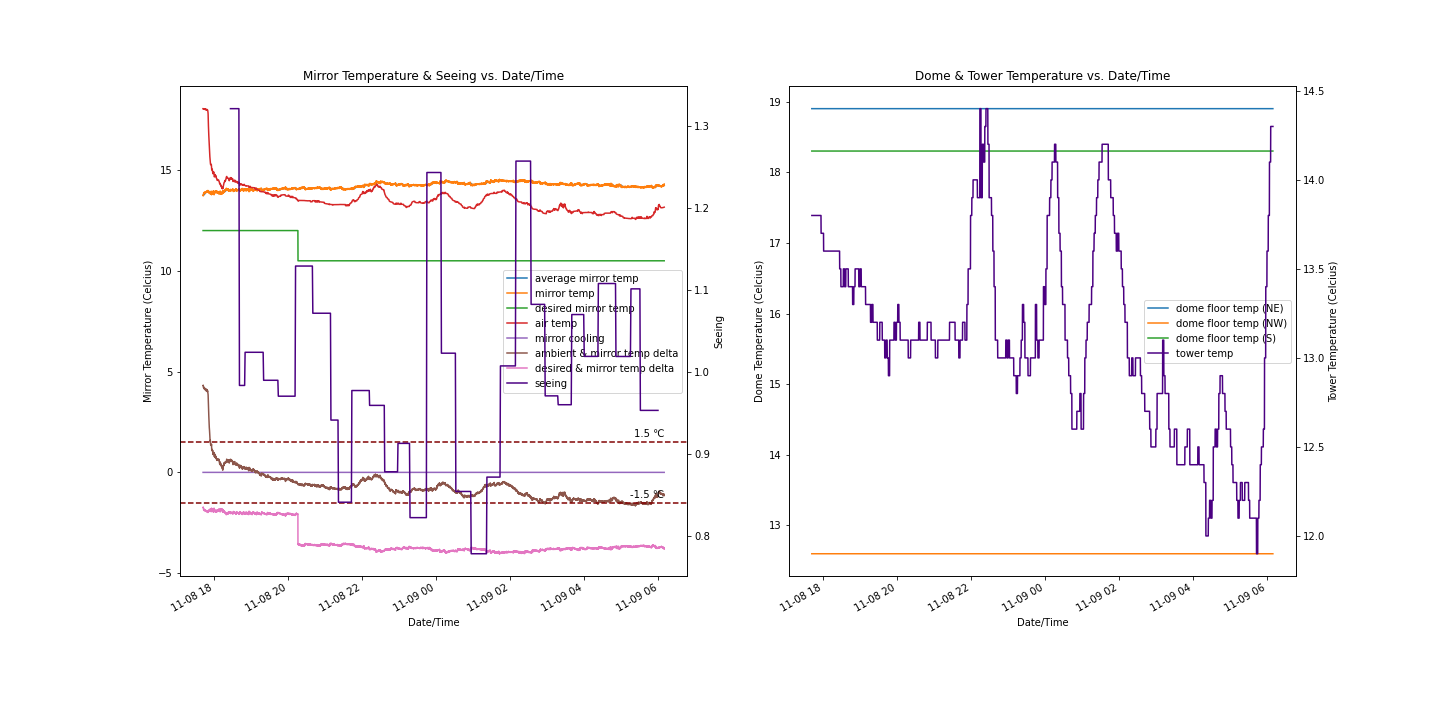 Mirror Temperature & Seeing vs. Date/Time
Mirror Temperature (Celcius)
15
10
5
0
−5
1.3
1.2
1.1
1.0
0.9
0.8
Seeing
average mirror temp
mirror temp
desired mirror temp
air temp
mirror cooling
ambient & mirror temp delta
desired & mirror temp delta
seeing
1.5 °C
-1.5 °C
11-08 18
11-08 20
11-08 22
11-09 00
11-09 02
11-09 04
11-09 06
Date/Time
Dome & Tower Temperature vs. Date/Time
Dome Temperature (Celcius)
19
18
17
16
15
14
13
14.5
14.0
13.5
13.0
12.5
12.0
Tower Temperature (Celcius)
dome floor temp (NE)
dome floor temp (NW)
dome floor temp (S)
tower temp
11-08 18
11-08 20
11-08 22
11-09 00
11-09 02
11-09 04
11-09 06
Date/Time